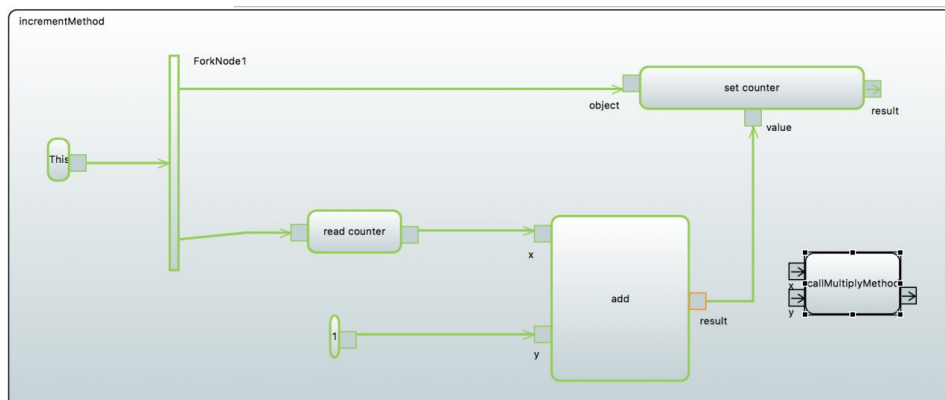 incrementMethod
ForkNode1
set counter
object
result
value
This
read counter
x
add
callMultiplyMethod
x
y
result
1
y